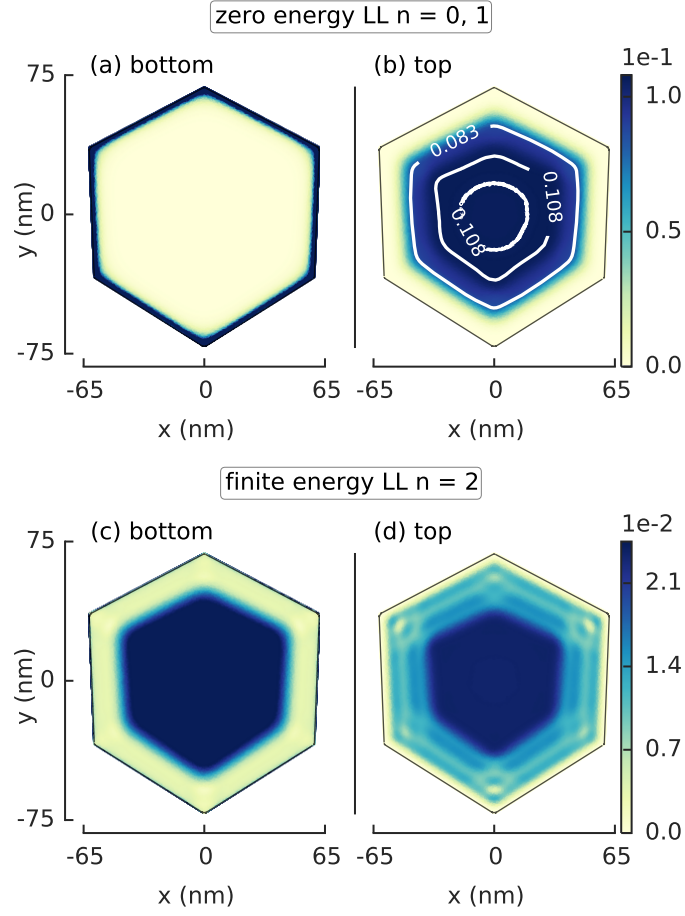 zero energy LL n = 0, 1
(a) bottom
(b) top
1e-1
75
0
-75
y (nm)
0.083
0.108
0.108
1.0
0.5
0.0
-65 0 65
-65 0 65
x (nm)
x (nm)
finite energy LL n = 2
(c) bottom
(d) top
1e-2
75
0
-75
y (nm)
2.1
1.4
0.7
0.0
-65 0 65
-65 0 65
x (nm)
x (nm)